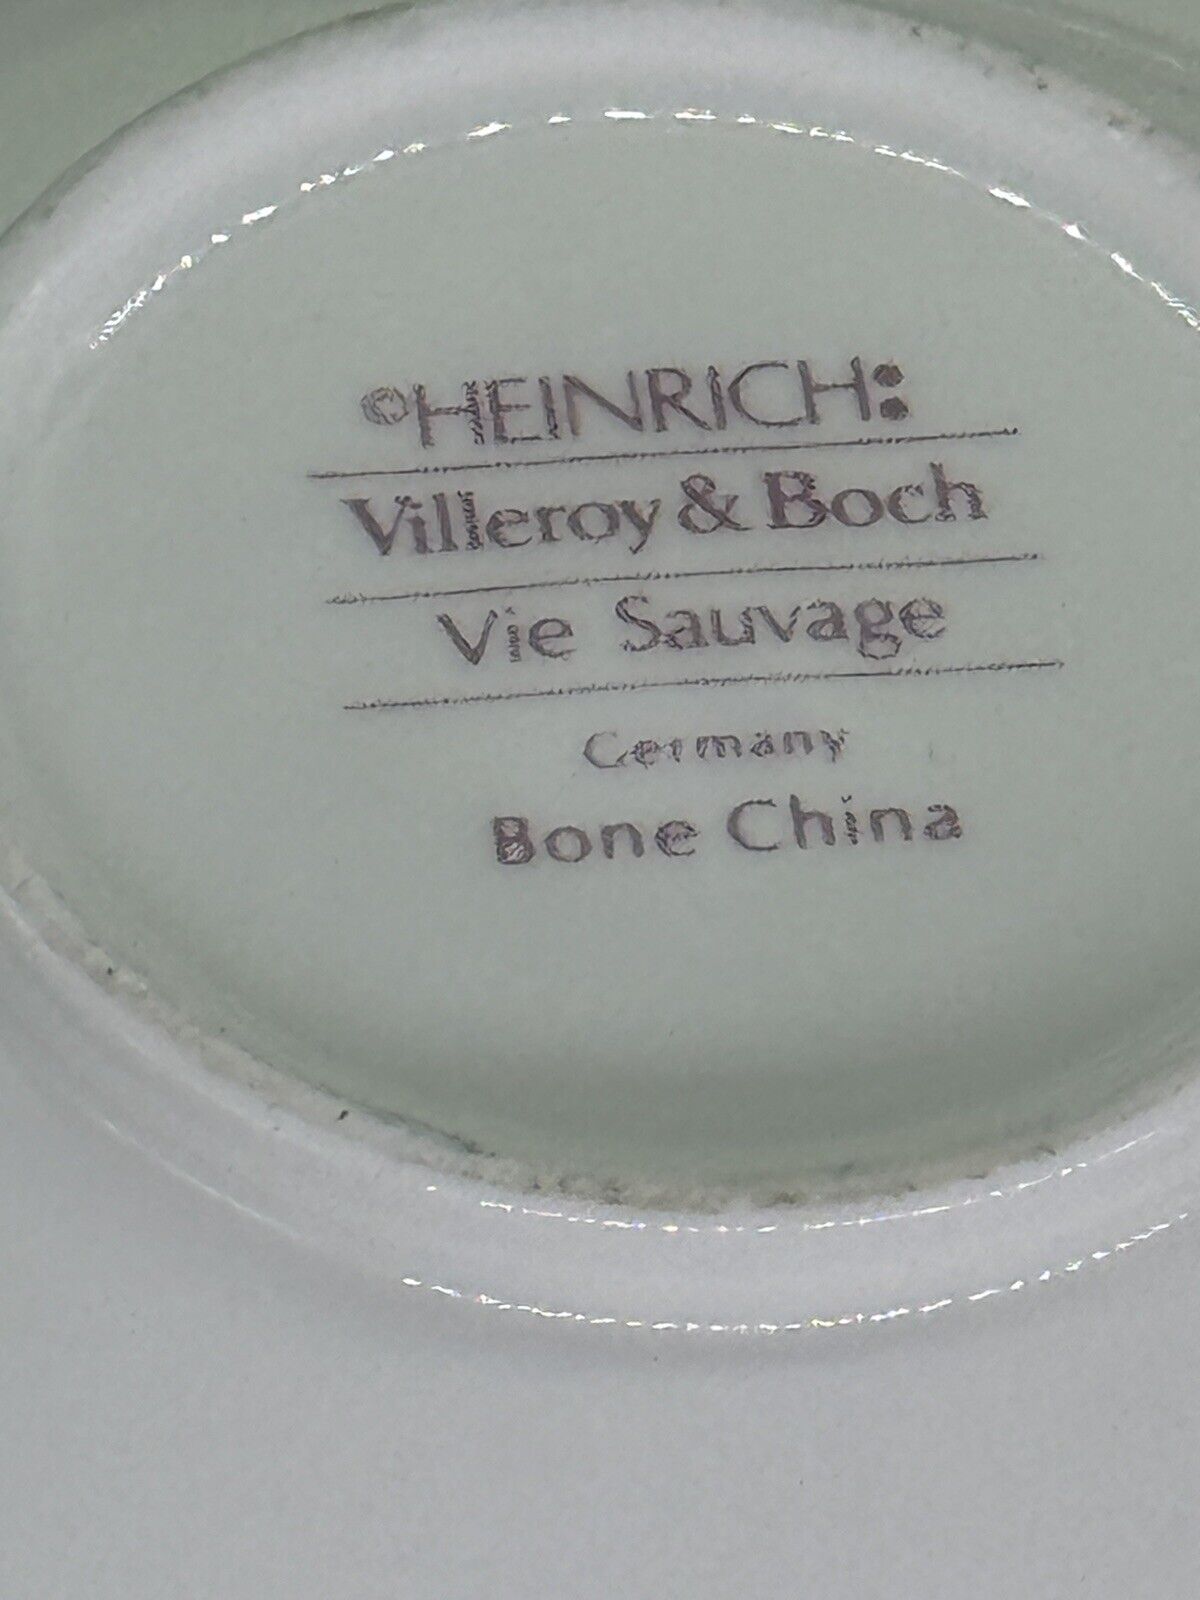 ©HEINRICH:
Villeroy & Boch
Vie Sauvage
Germany
Bone China